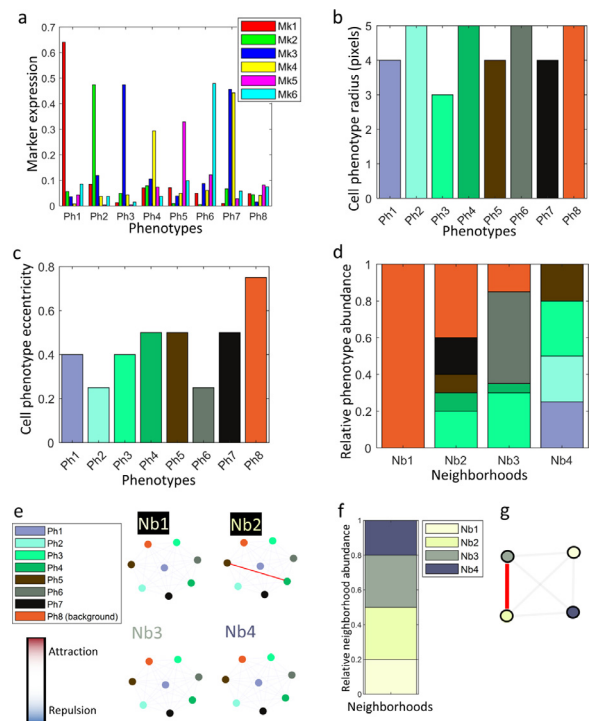 a
Marker expression
0.7
0.6
0.5
0.4
0.3
0.2
0.1
0
Mk1
Mk2
Mk3
Mk4
Mk5
Mk6
Ph1 Ph2 Ph3 Ph4 Ph5 Ph6 Ph7 Ph8
Phenotypes
b
Cell phenotype radius (pixels)
5
4
3
2
1
0
Ph1 Ph2 Ph3 Ph4 Ph5 Ph6 Ph7 Ph8
Phenotypes
c
Cell phenotype eccentricity
0.8
0.6
0.4
0.2
0
Ph1 Ph2 Ph3 Ph4 Ph5 Ph6 Ph7 Ph8
Phenotypes
d
Relative phenotype abundance
1
0.8
0.6
0.4
0.2
0
Nb1 Nb2 Nb3 Nb4
Neighborhoods
e
Ph1
Ph2
Ph3
Ph4
Ph5
Ph6
Ph7
Ph8 (background)
Attraction
Repulsion
Nb1 Nb2
Nb3 Nb4
f
Relative neighborhood abundance
1
0.8
0.6
0.4
0.2
0
Neighborhoods
Nb1
Nb2
Nb3
Nb4
g